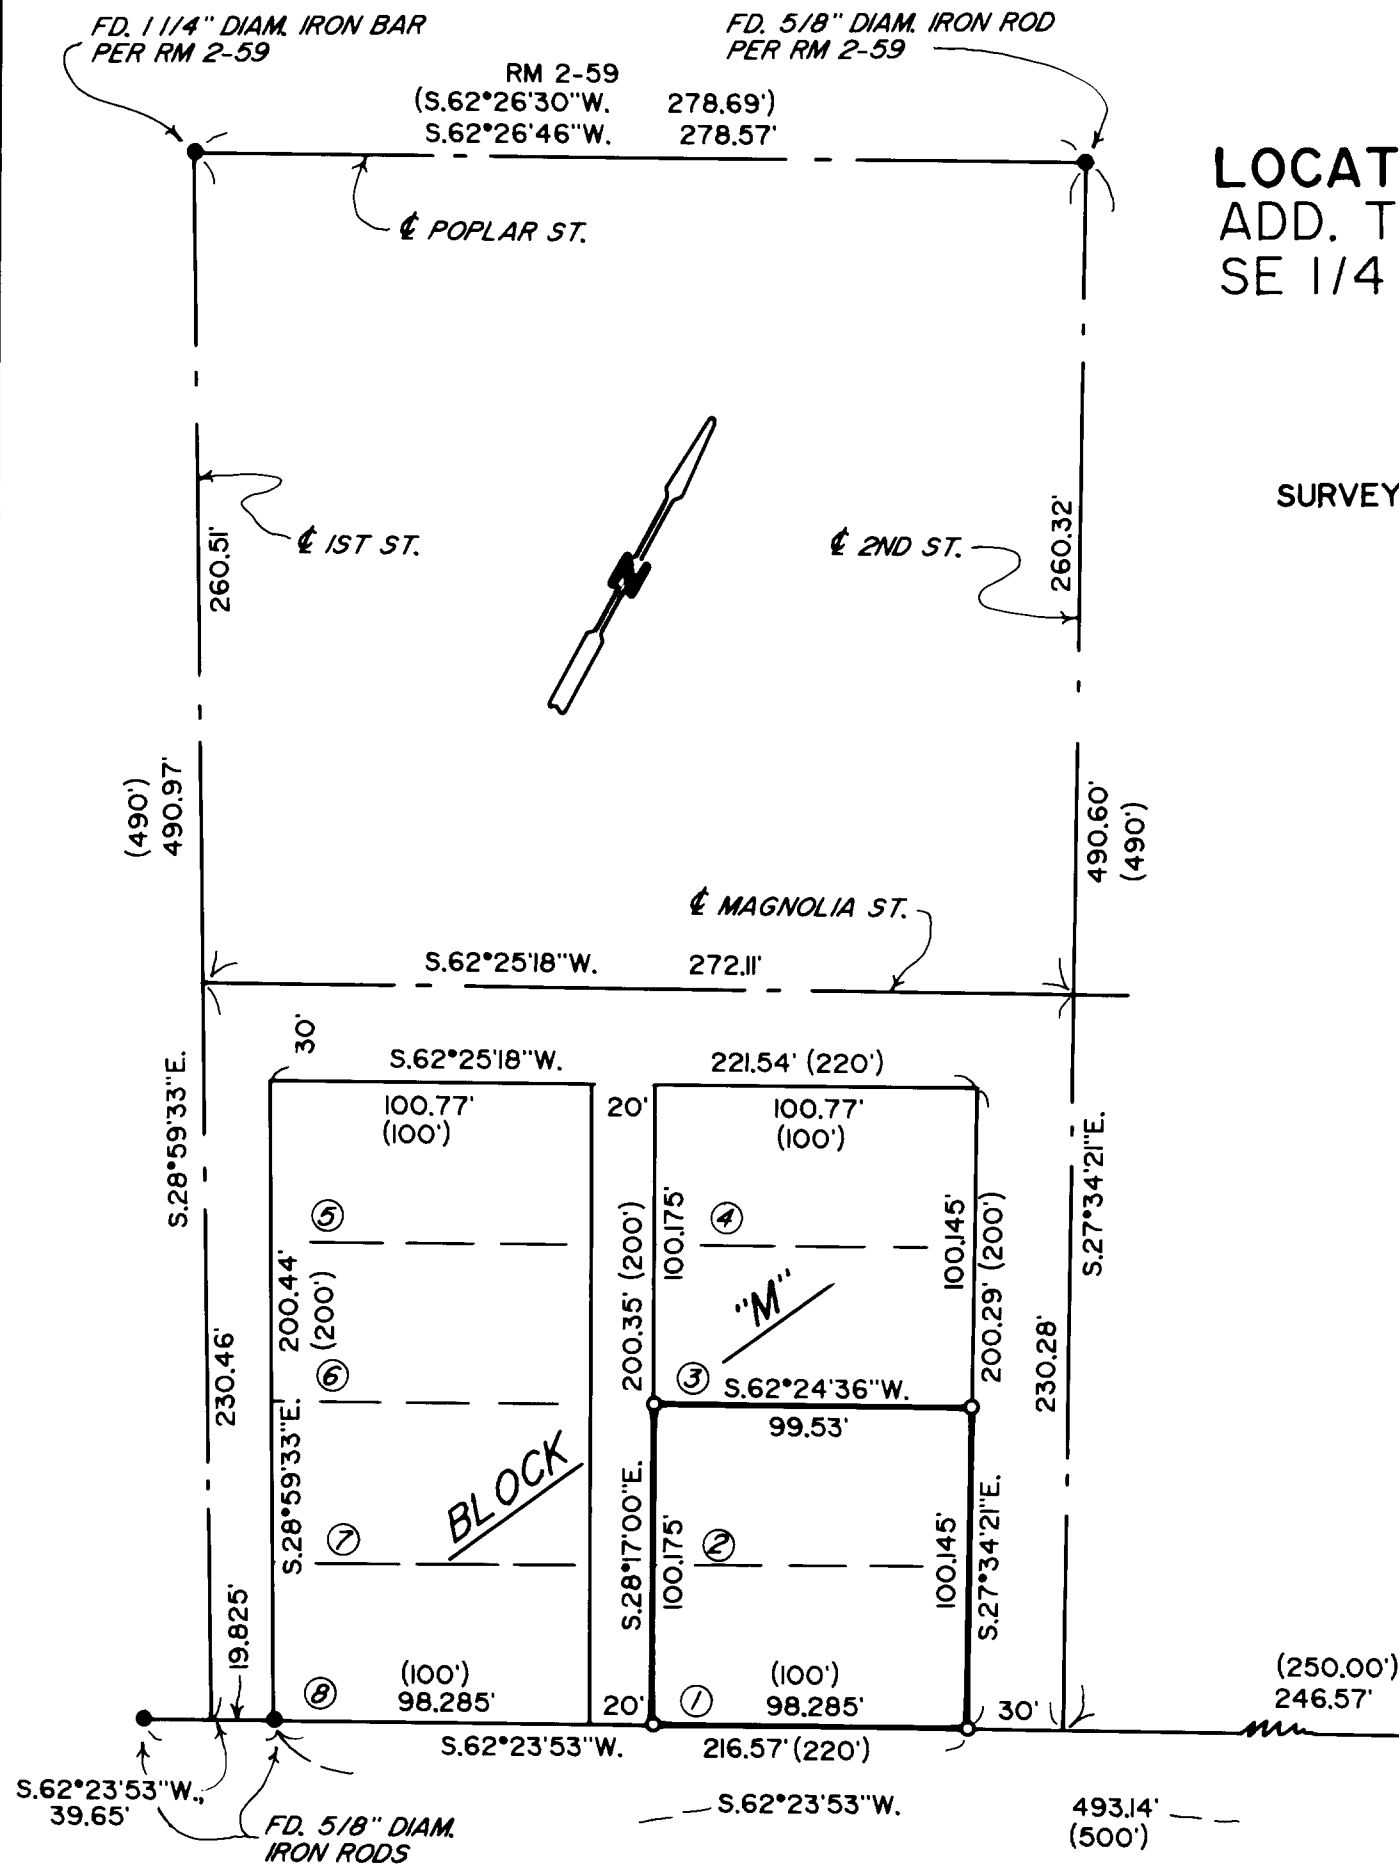 FD. 1 1/4" DIAM. IRON BAR
PER RM 2-59
FD. 5/8" DIAM. IRON ROD
PER RM 2-59
RM 2-59
(S.62°26'30"W. 278.69')
S.62°26'46"W. 278.57'
℄ POPLAR ST.
LOCAT
ADD. T
SE 1/4
SURVEY
N
℄ 1ST ST.
260.51'
℄ 2ND ST.
260.32'
(490')
490.97'
490.60'
(490')
℄ MAGNOLIA ST.
S.62°25'18"W. 272.11'
30'
S.62°25'18"W.
221.54' (220')
100.77'
(100')
20'
100.77'
(100')
S.28°59'33"E.
S.27°34'21"E.
5
4
200.44'
(200')
200.35' (200')
100.175'
100.145'
200.29' (200')
"M"
230.46'
230.28'
6
3
S.62°24'36"W.
99.53'
S.28°59'33"E.
BLOCK
7
2
S.28°17'00"E.
100.175'
100.145'
S.27°34'21"E.
19.825'
8
(100')
98.285'
20'
1
(100')
98.285'
30'
(250.00')
246.57'
S.62°23'53"W.
216.57' (220')
S.62°23'53"W.,
39.65'
FD. 5/8" DIAM.
IRON RODS
S.62°23'53"W.
493.14'
(500')